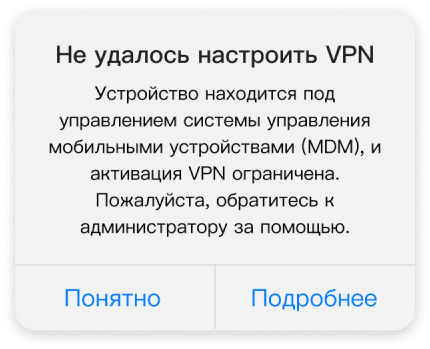 Не удалось настроить VPN
Устройство находится под
управлением системы управления
мобильными устройствами (MDM), и
активация VPN ограничена.
Пожалуйста, обратитесь к
администратору за помощью.
Понятно
Подробнее